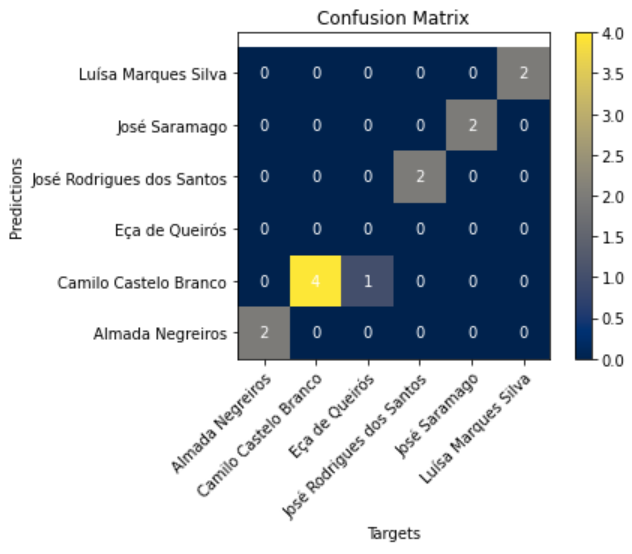 Confusion Matrix
Predictions
Luísa Marques Silva 0 0 0 0 0 2
José Saramago 0 0 0 0 2 0
José Rodrigues dos Santos 0 0 0 2 0 0
Eça de Queirós 0 0 0 0 0 0
Camilo Castelo Branco 0 4 1 0 0 0
Almada Negreiros 2 0 0 0 0 0
Almada Negreiros
Camilo Castelo Branco
Eça de Queirós
José Rodrigues dos Santos
José Saramago
Luísa Marques Silva
Targets
4.0
3.5
3.0
2.5
2.0
1.5
1.0
0.5
0.0